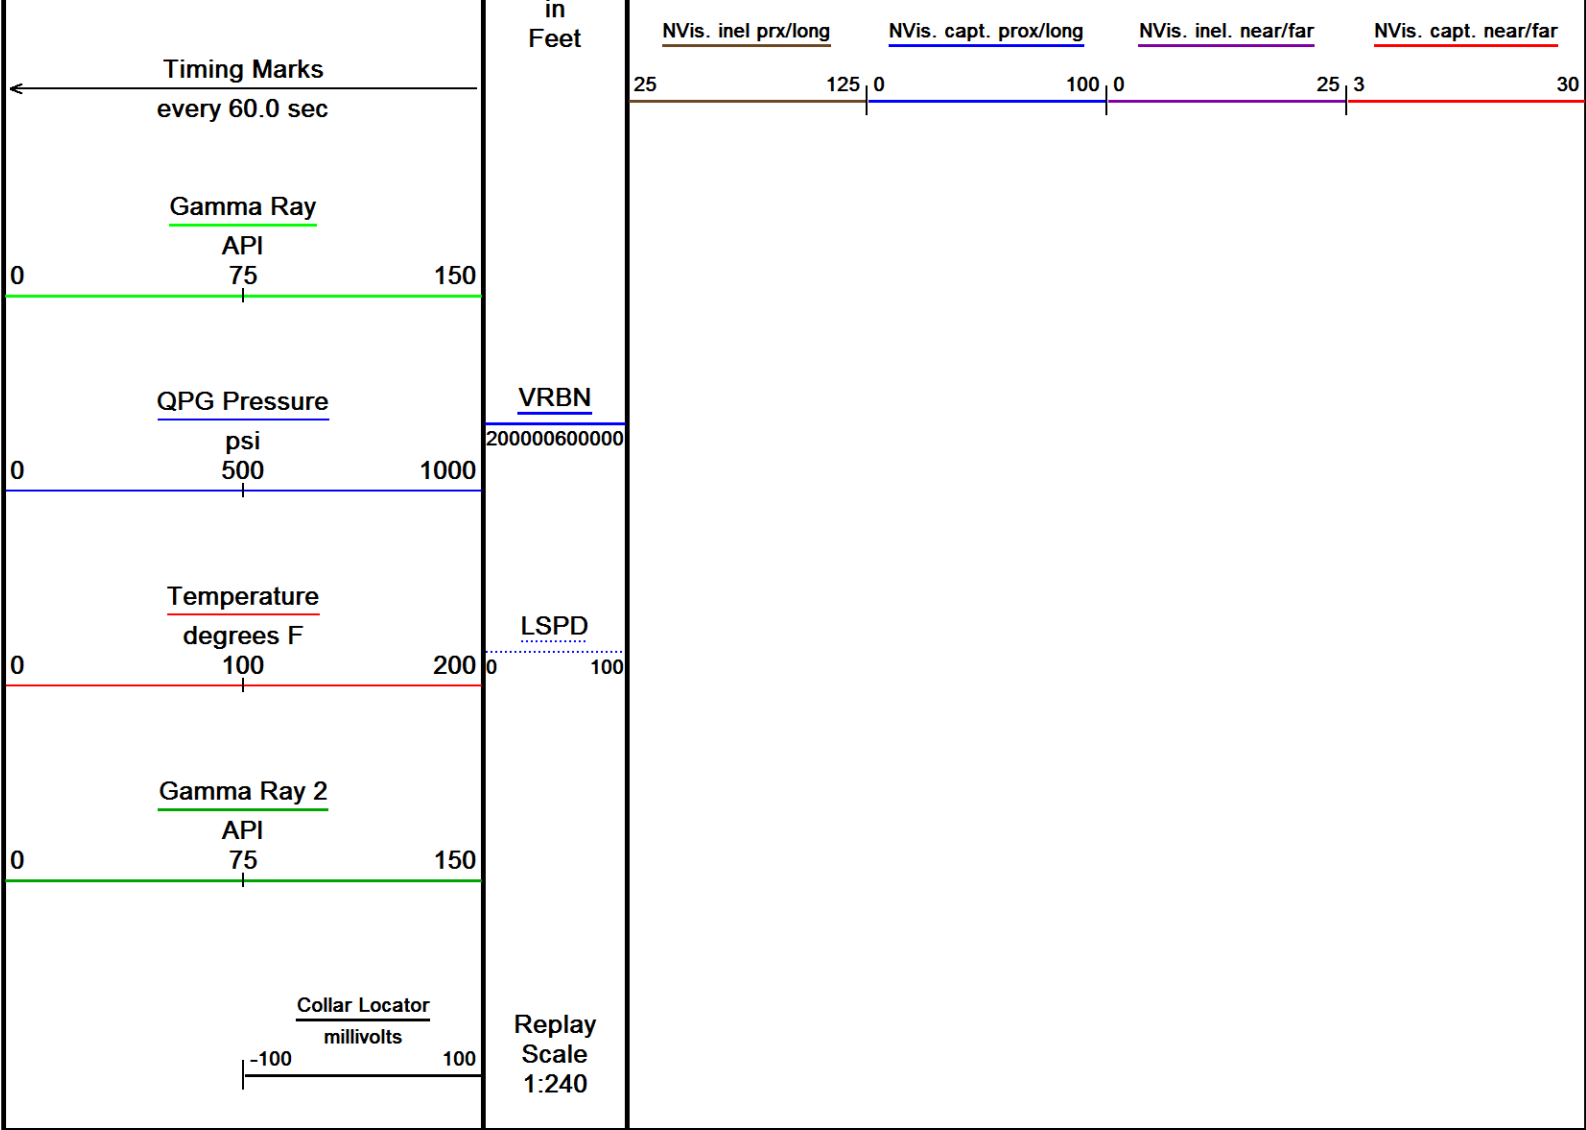 Timing Marks
every 60.0 sec
Gamma Ray
API
0 75 150
QPG Pressure
psi
0 500 1000
Temperature
degrees F
0 100 200
Gamma Ray 2
API
0 75 150
Collar Locator
millivolts
-100 100
in
Feet
VRBN
200000600000
LSPD
0 100
Replay
Scale
1:240
NVis. inel prx/long NVis. capt. prox/long NVis. inel. near/far NVis. capt. near/far
25 125 0 100 0 25 3 30